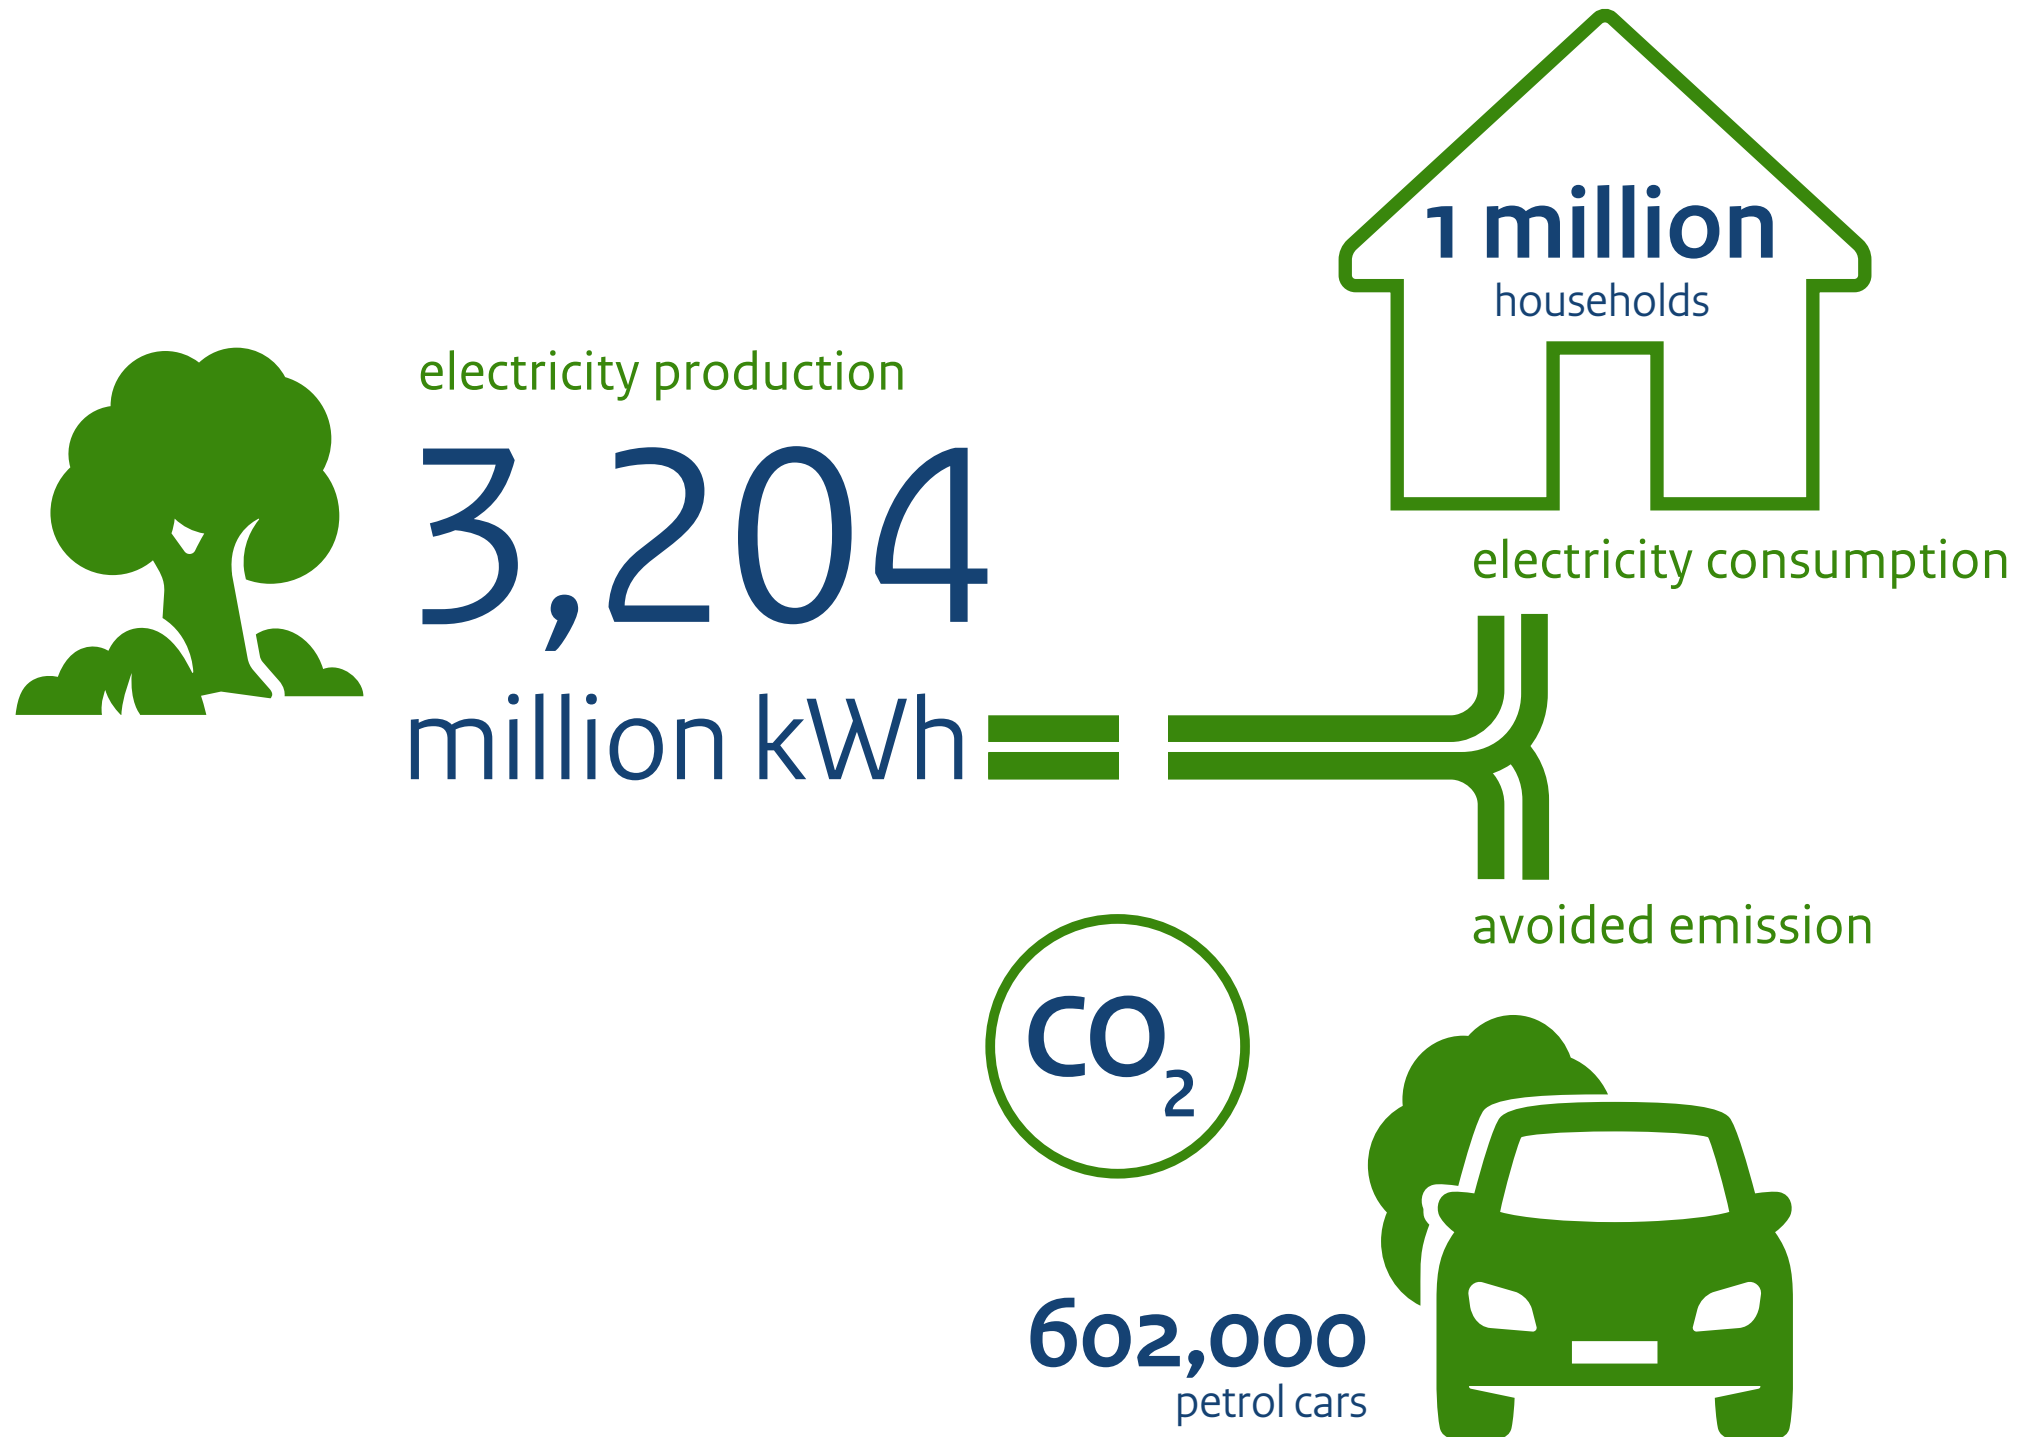 electricity production
3,204
million kWh
1 million
households
electricity consumption
avoided emission
CO₂
602,000
petrol cars